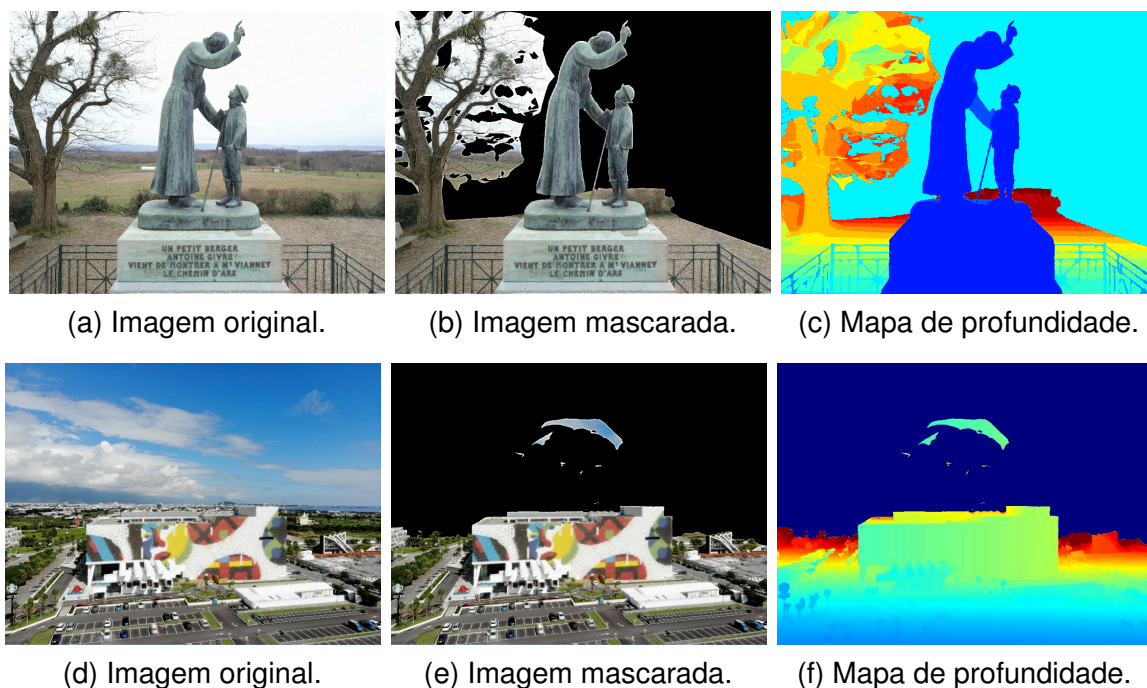 UN PETIT BERGER
ANTOINE GIVRE
VIENT DE MONTRER A Mᵗ VIANNEY
LE CHEMIN D'ARS
UN PETIT BERGER
ANTOINE GIVRE
VIENT DE MONTRER A Mᵗ VIANNEY
LE CHEMIN D'ARS
(a) Imagem original.
(b) Imagem mascarada.
(c) Mapa de profundidade.
(d) Imagem original.
(e) Imagem mascarada.
(f) Mapa de profundidade.